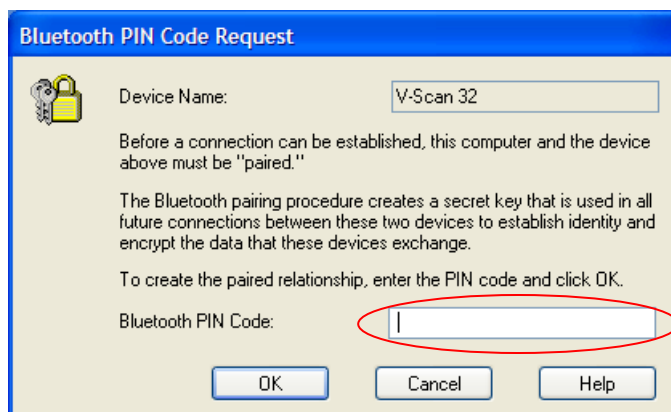 Bluetooth PIN Code Request
Device Name: V-Scan 32
Before a connection can be established, this computer and the device
above must be "paired."
The Bluetooth pairing procedure creates a secret key that is used in all
future connections between these two devices to establish identity and
encrypt the data that these devices exchange.
To create the paired relationship, enter the PIN code and click OK.
Bluetooth PIN Code:
OK Cancel Help